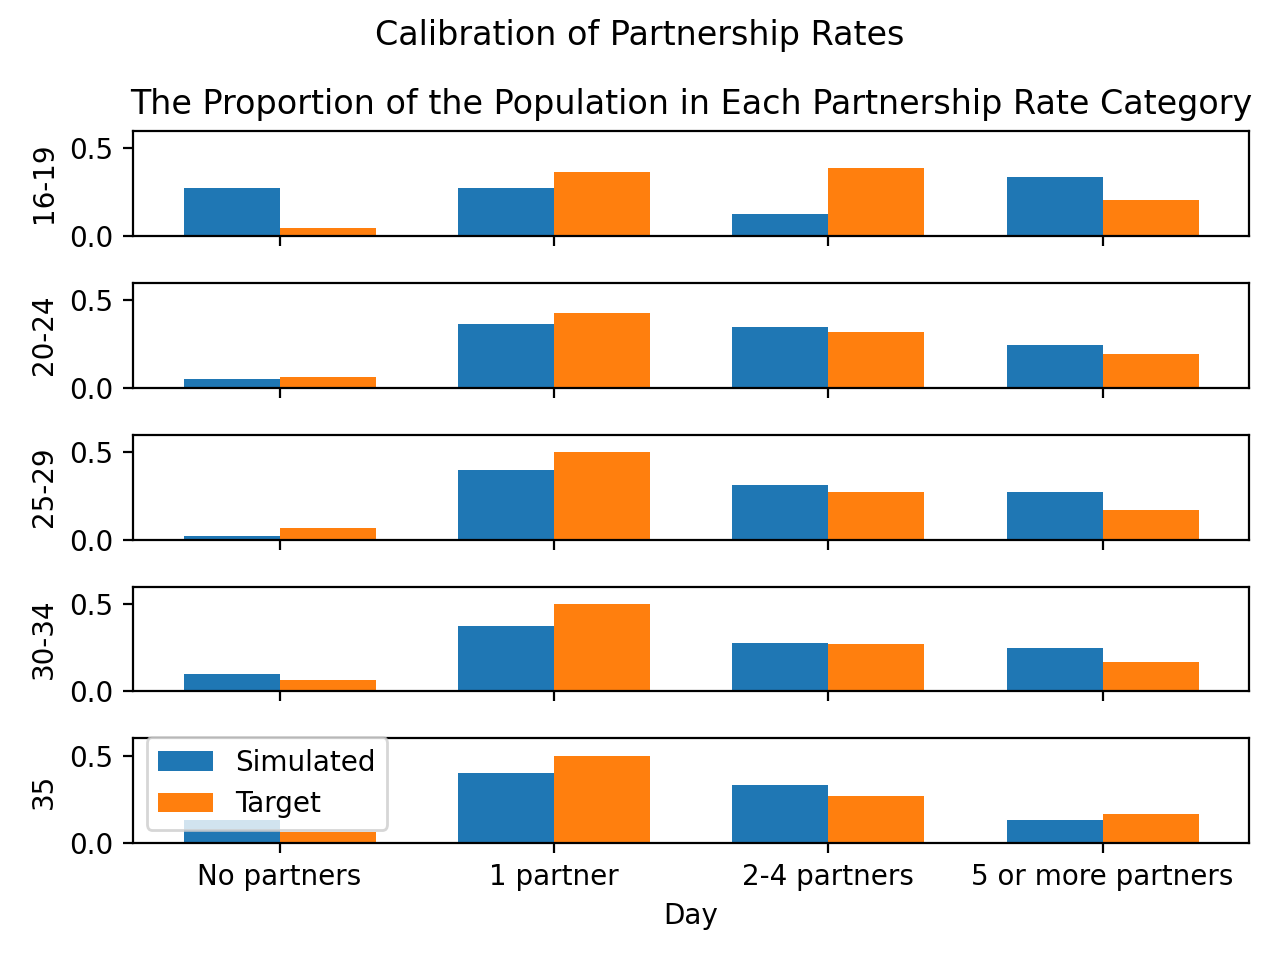 Calibration of Partnership Rates
The Proportion of the Population in Each Partnership Rate Category
0.5
0.0
16-19
0.5
0.0
20-24
0.5
0.0
25-29
0.5
0.0
30-34
0.5
0.0
35
Simulated
Target
No partners 1 partner 2-4 partners 5 or more partners
Day